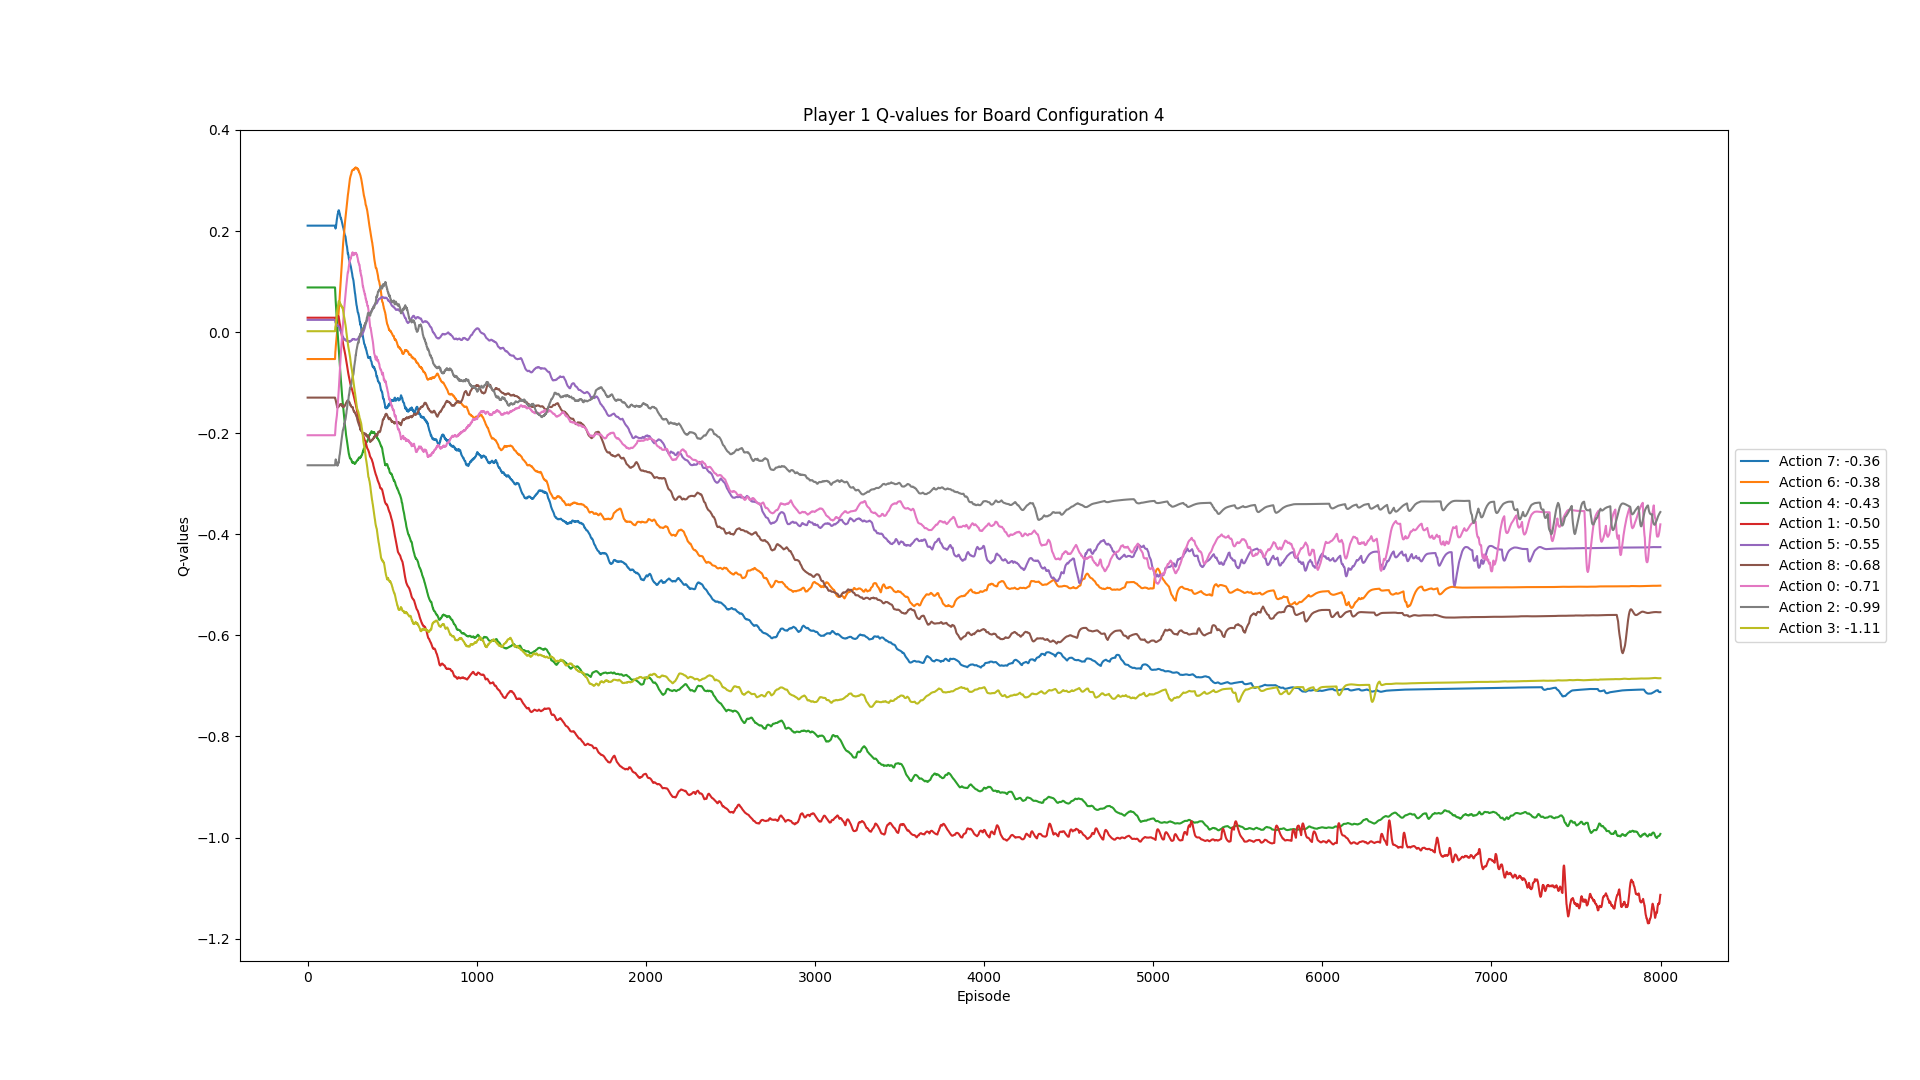 Player 1 Q-values for Board Configuration 4
0.4
0.2
0.0
−0.2
−0.4
−0.6
−0.8
−1.0
−1.2
Q-values
0 1000 2000 3000 4000 5000 6000 7000 8000
Episode
Action 7: -0.36
Action 6: -0.38
Action 4: -0.43
Action 1: -0.50
Action 5: -0.55
Action 8: -0.68
Action 0: -0.71
Action 2: -0.99
Action 3: -1.11